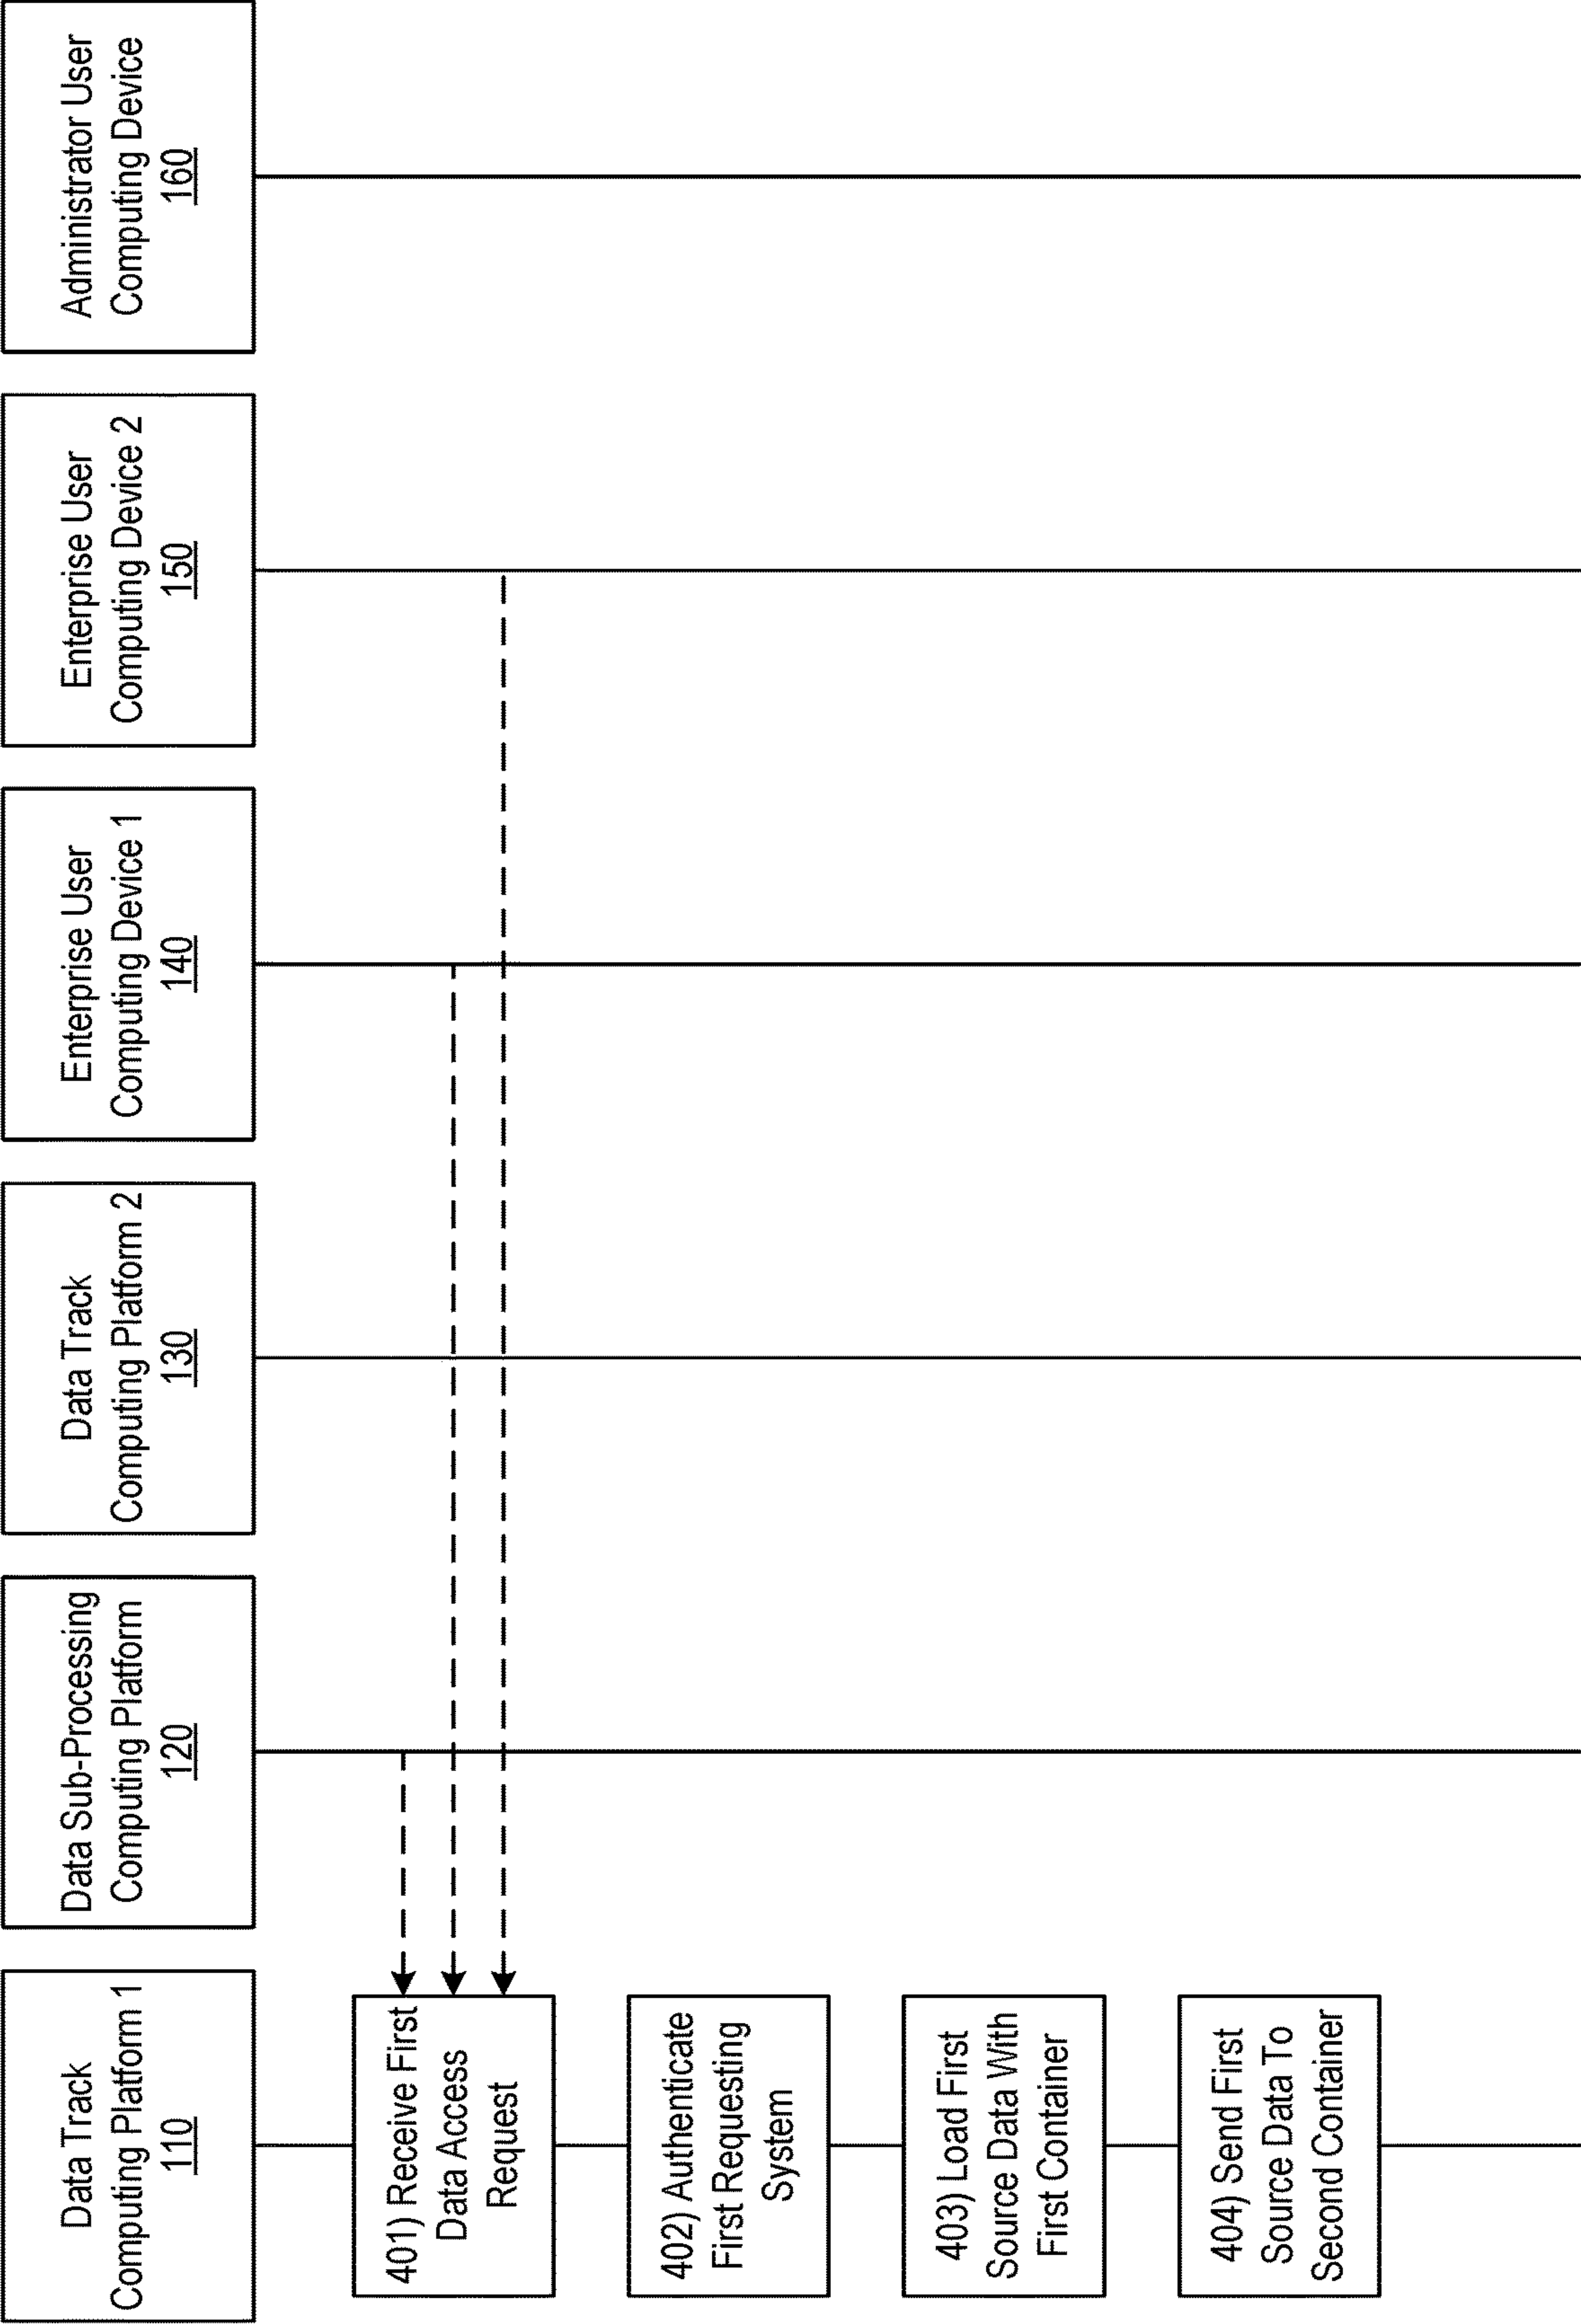 Data Track
Computing Platform 1
110
Data Sub-Processing
Computing Platform
120
Data Track
Computing Platform 2
130
Enterprise User
Computing Device 1
140
Enterprise User
Computing Device 2
150
Administrator User
Computing Device
160
401) Receive First
Data Access
Request
402) Authenticate
First Requesting
System
403) Load First
Source Data With
First Container
404) Send First
Source Data To
Second Container